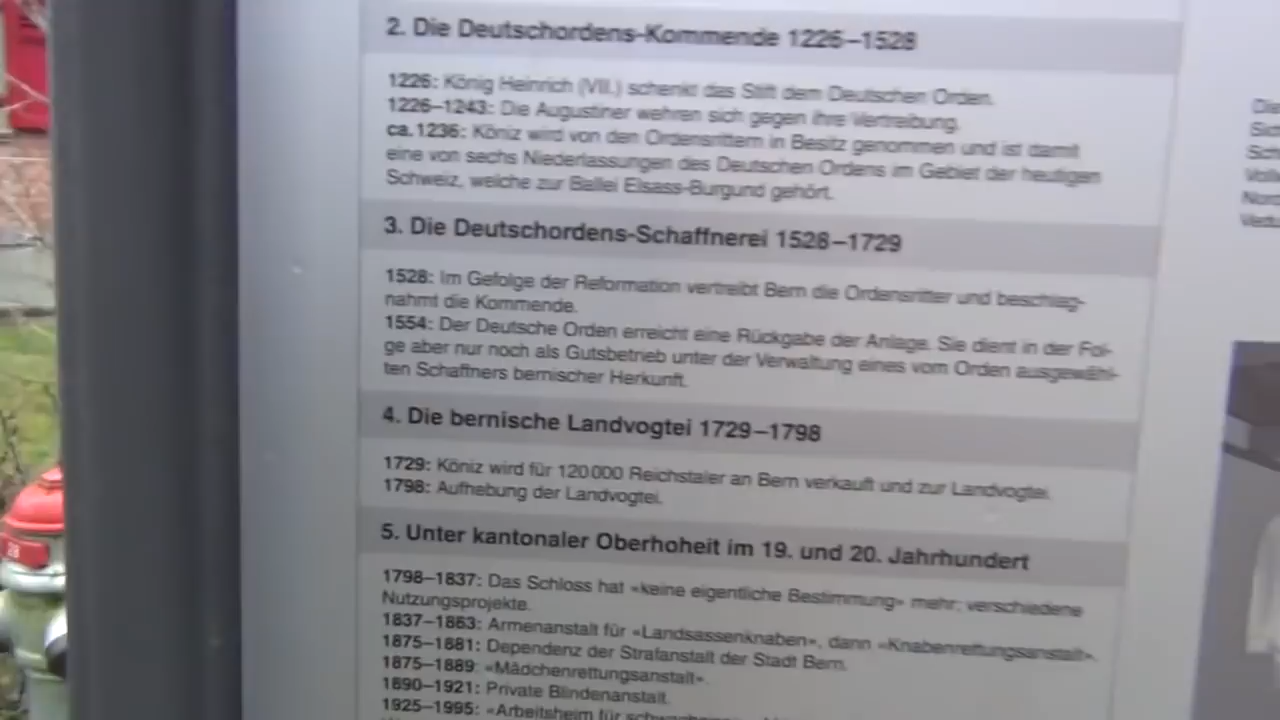 2. Die Deutschordens-Kommende 1226–1528
1226: König Heinrich (VII.) schenkt das Stift dem Deutschen Orden.
1226–1243: Die Augustiner wehren sich gegen ihre Vertreibung.
ca. 1236: Köniz wird von den Ordensrittern in Besitz genommen und ist damit
eine von sechs Niederlassungen des Deutschen Ordens im Gebiet der heutigen
Schweiz, welche zur Ballei Elsass-Burgund gehört.
3. Die Deutschordens-Schaffnerei 1528–1729
1528: Im Gefolge der Reformation vertreibt Bern die Ordensritter und beschlag-
nahmt die Kommende.
1554: Der Deutsche Orden erreicht eine Rückgabe der Anlage. Sie dient in der Fol-
ge aber nur noch als Gutsbetrieb unter der Verwaltung eines vom Orden ausgewähl-
ten Schaffners bernischer Herkunft.
4. Die bernische Landvogtei 1729–1798
1729: Köniz wird für 120 000 Reichstaler an Bern verkauft und zur Landvogtei.
1798: Aufhebung der Landvogtei.
5. Unter kantonaler Oberhoheit im 19. und 20. Jahrhundert
1798–1837: Das Schloss hat «keine eigentliche Bestimmung» mehr; verschiedene
Nutzungsprojekte.
1837–1863: Armenanstalt für «Landsassenknaben», dann «Knabenrettungsanstalt».
1875–1881: Dependenz der Strafanstalt der Stadt Bern.
1875–1889: «Mädchenrettungsanstalt».
1890–1921: Private Blindenanstalt.
1925–1995: «Arbeitsheim für